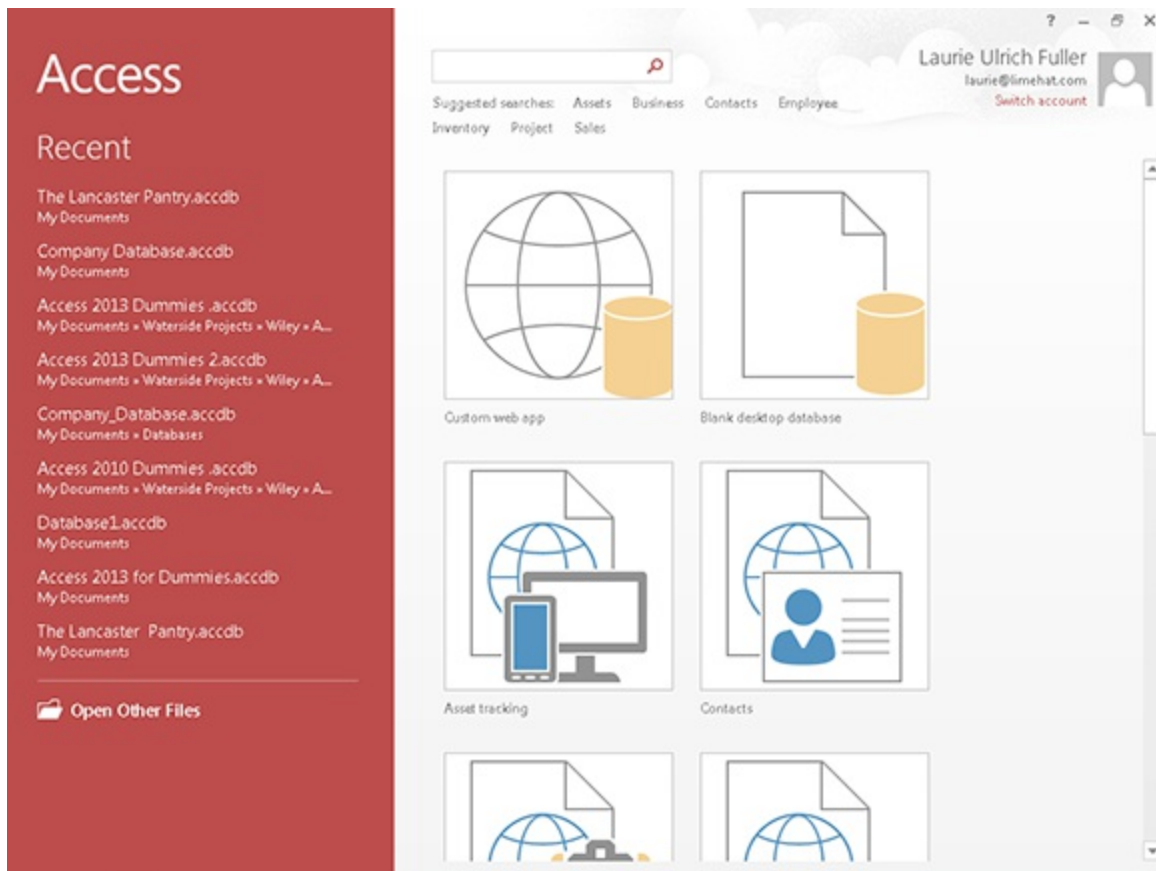 Access
Recent
The Lancaster Pantry.accdb
My Documents
Company Database.accdb
My Documents
Access 2013 Dummies .accdb
My Documents » Waterside Projects » Wiley » A...
Access 2013 Dummies 2.accdb
My Documents » Waterside Projects » Wiley » A...
Company_Database.accdb
My Documents » Databases
Access 2010 Dummies .accdb
My Documents » Waterside Projects » Wiley » A...
Database1.accdb
My Documents
Access 2013 for Dummies.accdb
My Documents
The Lancaster  Pantry.accdb
My Documents
Open Other Files
?
Laurie Ulrich Fuller
laurie@limehat.com
Switch account
Suggested searches: Assets Business Contacts Employee
Inventory Project Sales
Custom web app
Blank desktop database
Asset tracking
Contacts